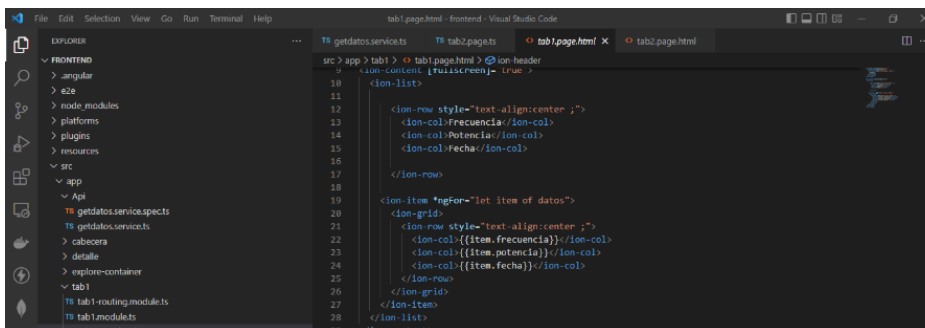 File Edit Selection View Go Run Terminal Help
tab1.page.html - frontend - Visual Studio Code
EXPLORER
FRONTEND
.angular
e2e
node_modules
platforms
plugins
resources
src
app
Api
TS getdatos.service.spec.ts
TS getdatos.service.ts
cabecera
detalle
explore-container
tab1
TS tab1-routing.module.ts
TS tab1.module.ts
TS getdatos.service.ts TS tab2.page.ts tab1.page.html tab2.page.html
src > app > tab1 > tab1.page.html > ion-header
9 <ion-content [fullscreen]="true">
10 <ion-list>
11
12 <ion-row style="text-align:center ;">
13 <ion-col>Frecuencia</ion-col>
14 <ion-col>Potencia</ion-col>
15 <ion-col>Fecha</ion-col>
16
17 </ion-row>
18
19 <ion-item *ngFor="let item of datos">
20 <ion-grid>
21 <ion-row style="text-align:center ;">
22 <ion-col>{{item.frecuencia}}</ion-col>
23 <ion-col>{{item.potencia}}</ion-col>
24 <ion-col>{{item.fecha}}</ion-col>
25 </ion-row>
26 </ion-grid>
27 </ion-item>
28 </ion-list>